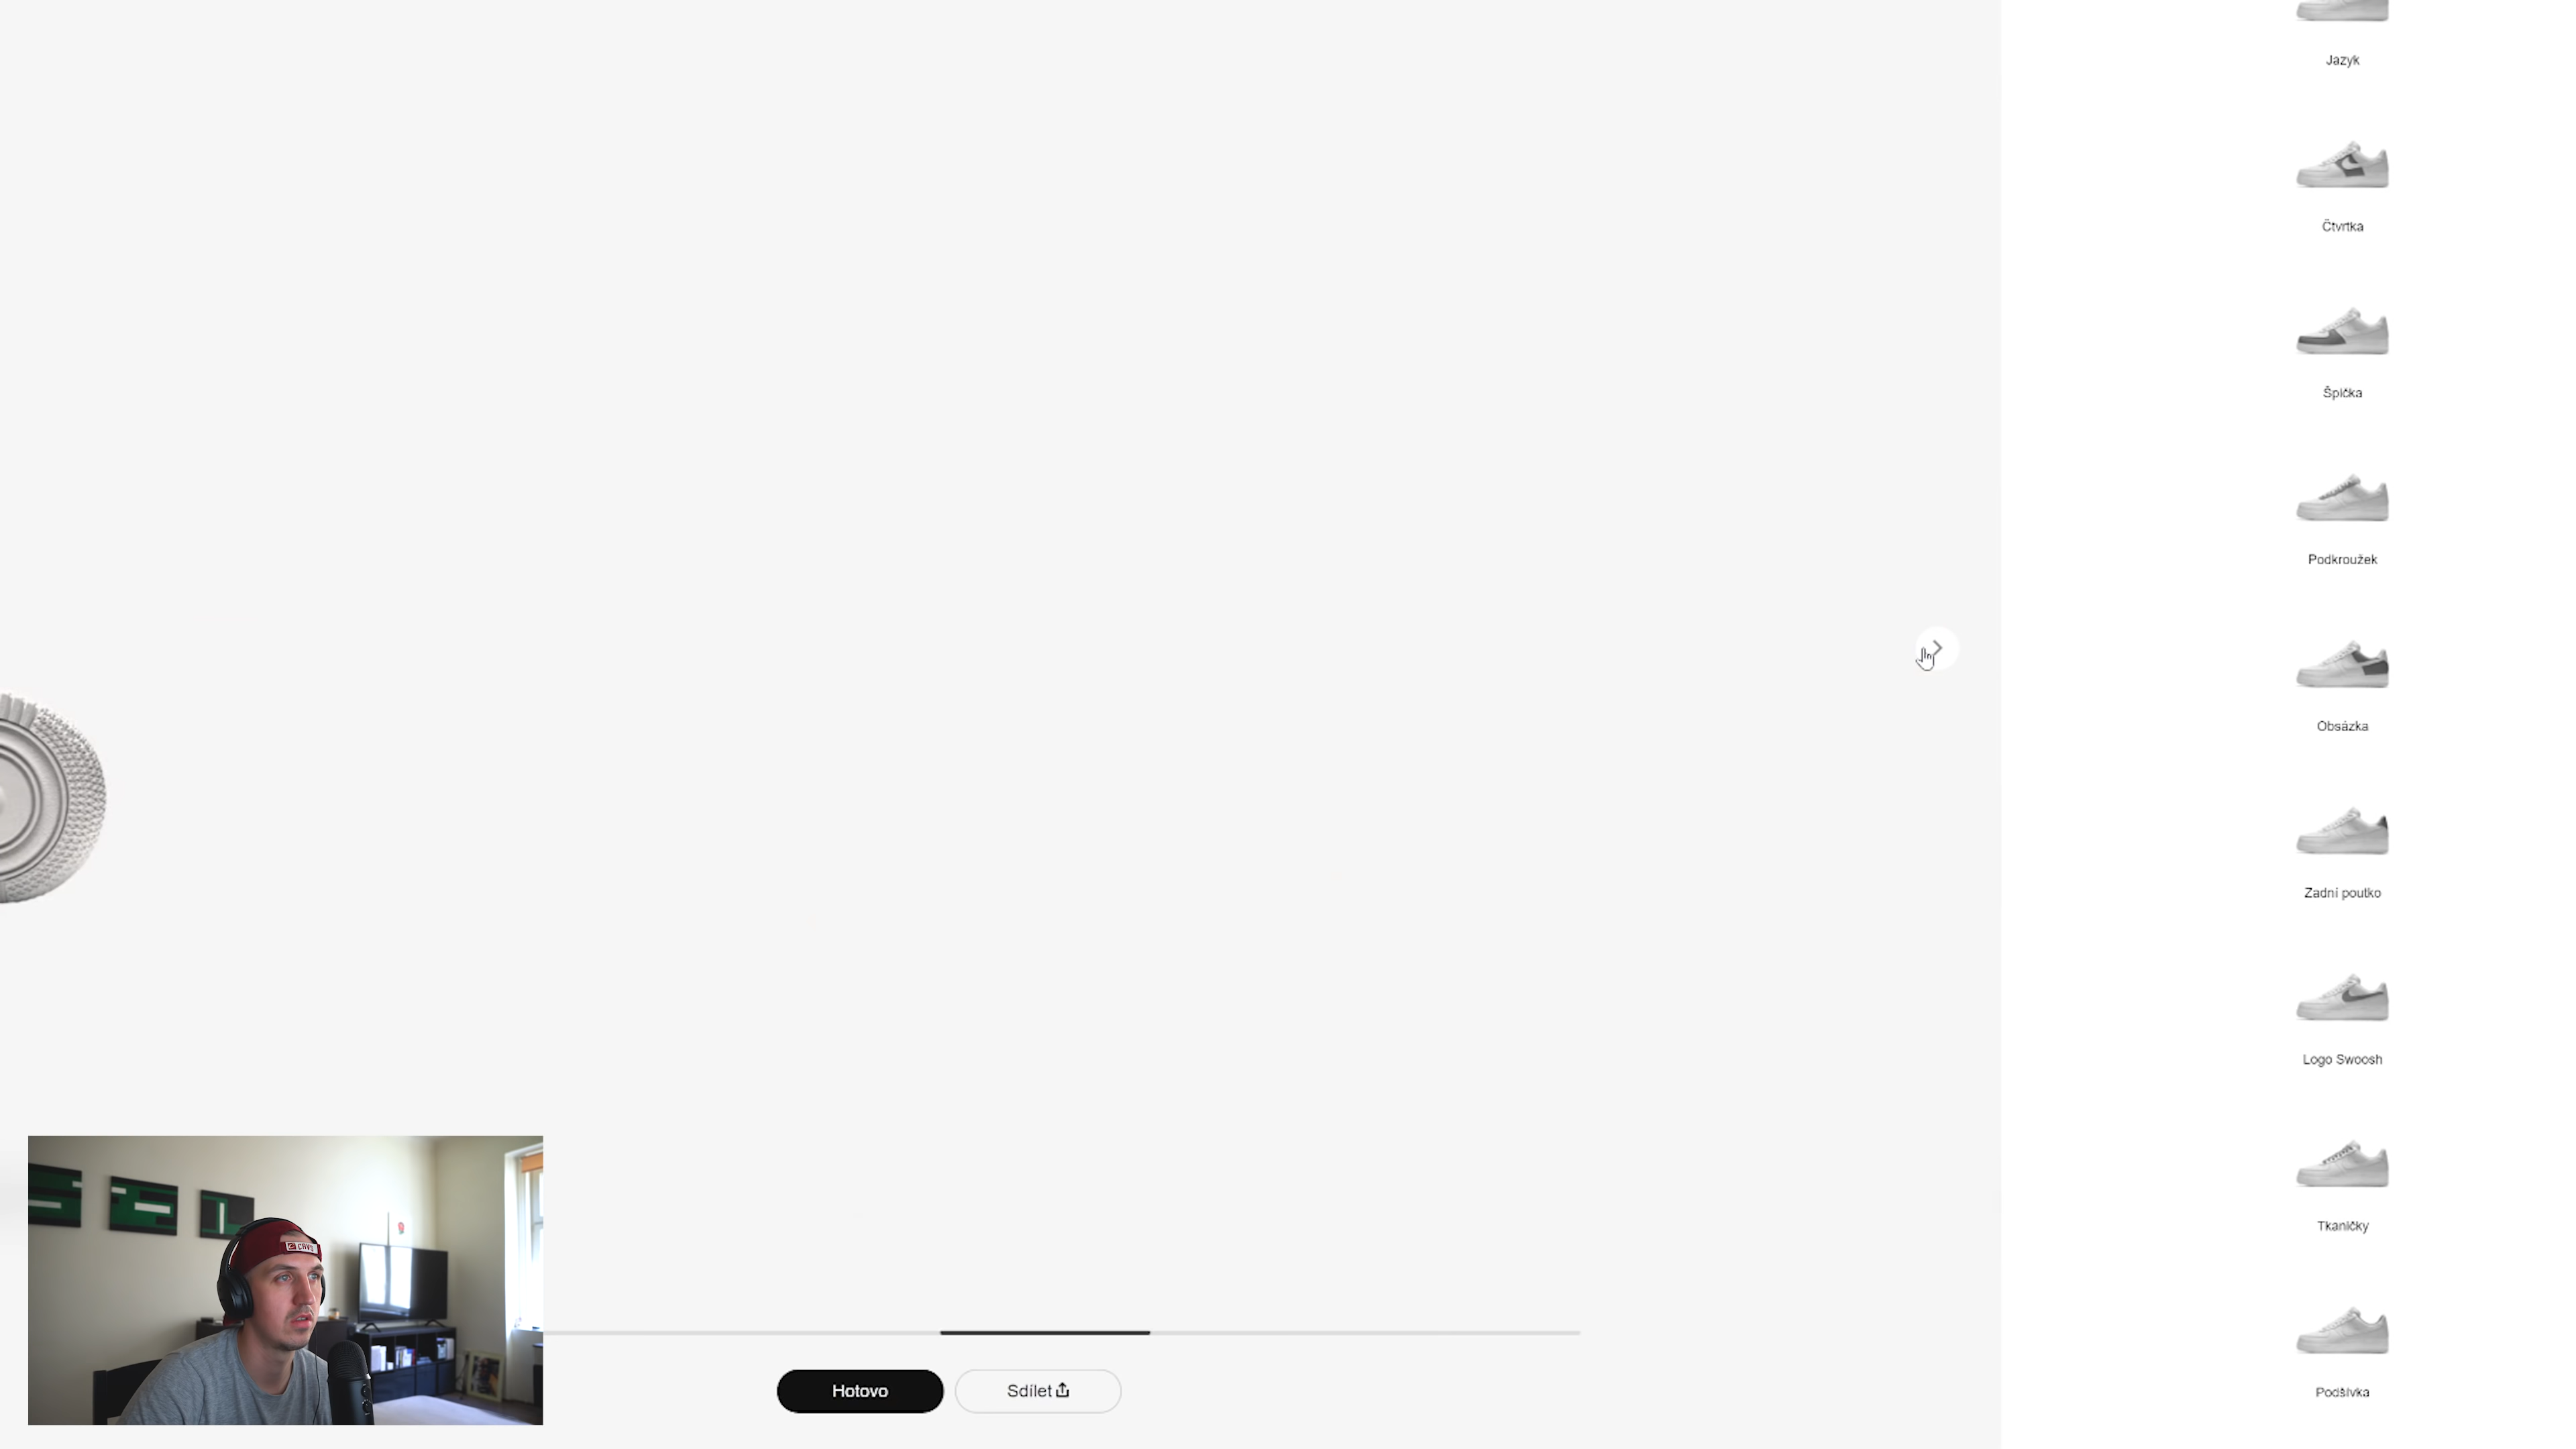 Jazyk
Čtvrtka
Špička
Podkroužek
Obsázka
Zadní poutko
Logo Swoosh
Tkaničky
Podšívka
Hotovo
Sdílet